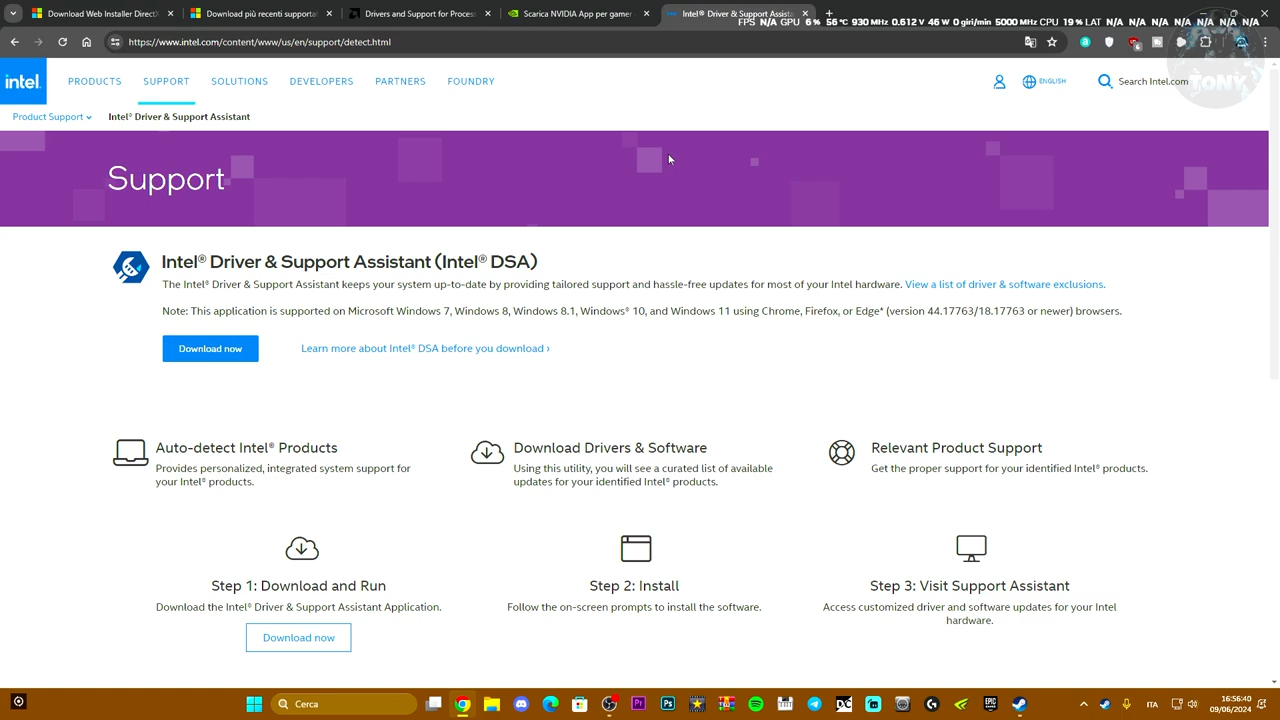 Download Web Installer DirectX
Download più recenti supportat
Drivers and Support for Process
Scarica NVIDIA App per gamer
Intel® Driver & Support Assista
FPS N/A GPU 6 % 56 °C 930 MHz 0.612 V 46 W 0 giri/min 5000 MHz CPU 19 % LAT N/A N/A N/A N/A N/A N/A N/A
https://www.intel.com/content/www/us/en/support/detect.html
intel.
PRODUCTS
SUPPORT
SOLUTIONS
DEVELOPERS
PARTNERS
FOUNDRY
ENGLISH
Search Intel.com
TONY
Product Support
Intel® Driver & Support Assistant
Support
Intel® Driver & Support Assistant (Intel® DSA)
The Intel® Driver & Support Assistant keeps your system up-to-date by providing tailored support and hassle-free updates for most of your Intel hardware. View a list of driver & software exclusions.
Note: This application is supported on Microsoft Windows 7, Windows 8, Windows 8.1, Windows® 10, and Windows 11 using Chrome, Firefox, or Edge* (version 44.17763/18.17763 or newer) browsers.
Download now
Learn more about Intel® DSA before you download ›
Auto-detect Intel® Products
Provides personalized, integrated system support for
your Intel® products.
Download Drivers & Software
Using this utility, you will see a curated list of available
updates for your identified Intel® products.
Relevant Product Support
Get the proper support for your identified Intel® products.
Step 1: Download and Run
Download the Intel® Driver & Support Assistant Application.
Download now
Step 2: Install
Follow the on-screen prompts to install the software.
Step 3: Visit Support Assistant
Access customized driver and software updates for your Intel
hardware.
Cerca
ITA
16:56:40
09/06/2024